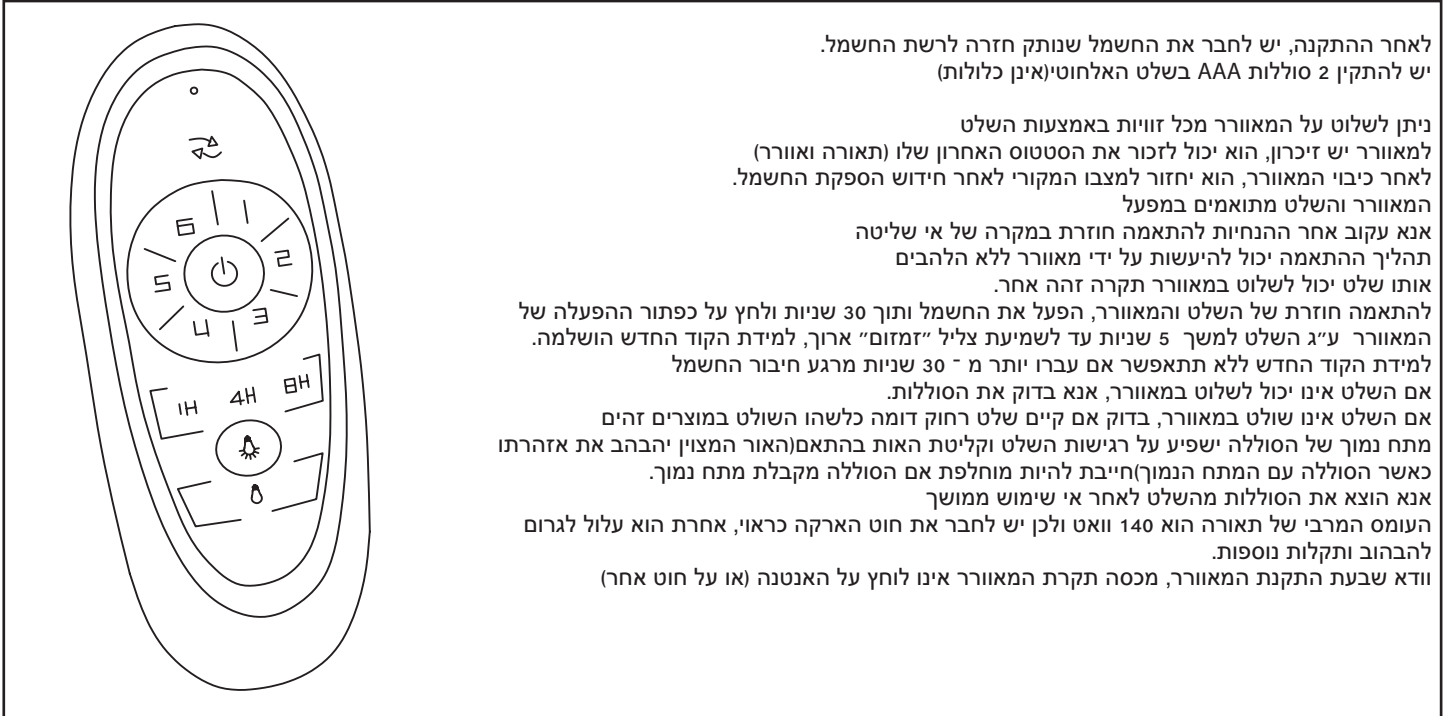 לאחר ההתקנה, יש לחבר את החשמל שנותק חזרה לרשת החשמל.
יש להתקין 2 סוללות AAA בשלט האלחוטי(אינן כלולות)
ניתן לשלוט על המאוורר מכל זוויות באמצעות השלט
למאוורר יש זיכרון, הוא יכול לזכור את הסטטוס האחרון שלו (תאורה ואוורר)
לאחר כיבוי המאוורר, הוא יחזור למצבו המקורי לאחר חידוש הספקת החשמל.
המאוורר והשלט מתואמים במפעל
אנא עקוב אחר ההנחיות להתאמה חוזרת במקרה של אי שליטה
תהליך ההתאמה יכול להיעשות על ידי מאוורר ללא הלהבים
אותו שלט יכול לשלוט במאוורר תקרה זהה אחר.
להתאמה חוזרת של השלט והמאוורר, הפעל את החשמל ותוך 30 שניות ולחץ על כפתור ההפעלה של
המאוורר ע״ג השלט למשך 5 שניות עד לשמיעת צליל ״זמזום״ ארוך, למידת הקוד החדש הושלמה.
למידת הקוד החדש ללא תתאפשר אם עברו יותר מ ־ 30 שניות מרגע חיבור החשמל
אם השלט אינו יכול לשלוט במאוורר, אנא בדוק את הסוללות.
אם השלט אינו שולט במאוורר, בדוק אם קיים שלט רחוק דומה כלשהו השולט במוצרים זהים
מתח נמוך של הסוללה ישפיע על רגישות השלט וקליטת האות בהתאם(האור המצוין יהבהב את אזהרתו
כאשר הסוללה עם המתח הנמוך)חייבת להיות מוחלפת אם הסוללה מקבלת מתח נמוך.
אנא הוצא את הסוללות מהשלט לאחר אי שימוש ממושך
העומס המרבי של תאורה הוא 140 וואט ולכן יש לחבר את חוט הארקה כראוי, אחרת הוא עלול לגרום
להבהוב ותקלות נוספות.
וודא שבעת התקנת המאוורר, מכסה תקרת המאוורר אינו לוחץ על האנטנה (או על חוט אחר)
6 1
5 2
4 3
1H 4H 8H